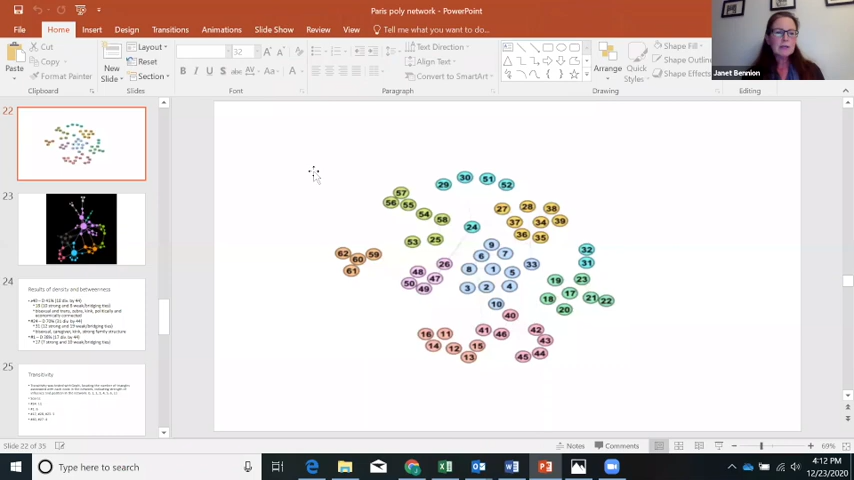 Paris poly network - PowerPoint
File Home Insert Design Transitions Animations Slide Show Review View Tell me what you want to do...
Paste
Cut
Copy
Format Painter
Clipboard
New Slide
Layout
Reset
Section
Slides
32
B I U S abc AV Aa A
Font
Paragraph
Text Direction
Align Text
Convert to SmartArt
Arrange
Quick Styles
Shape Fill
Shape Outline
Shape Effects
Drawing
Editing
Janet Bennion
22
23
24
Results of density and betweenness
25
Transitivity
29 30 51 52
57
56 55
54 58
53 25
24
27 28 38
37 34 39
36 35
62 60 59
61
26
48 47
50 49
9
6 7
8 1 5
3 2 4
33
10
32
31
19 23
18 17 21 22
20
40
16 11
14 12 15
13
41 46
42
43
45 44
Slide 22 of 35
Notes
Comments
69%
Type here to search
4:12 PM
12/23/2020